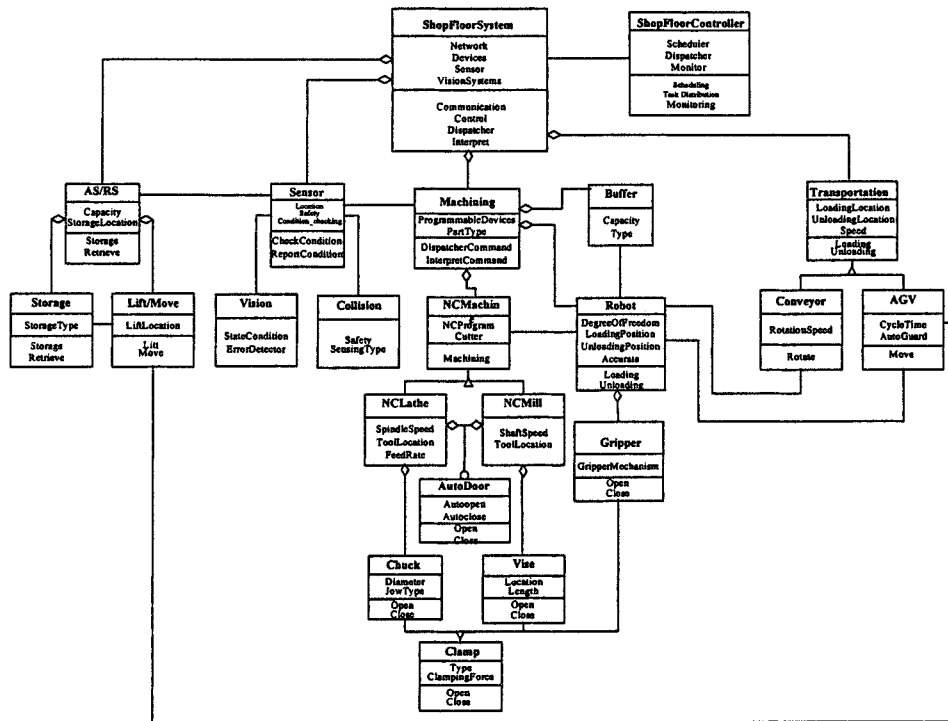 ShopFloorSystem
Network
Devices
Sensor
VisionSystems
Communication
Control
Dispatcher
Interpret
ShopFloorController
Scheduler
Dispatcher
Monitor
Scheduling
Task Distribution
Monitoring
AS/RS
Capacity
StorageLocation
Storage
Retrieve
Sensor
Location
Safety
Condition_checking
CheckCondition
ReportCondition
Machining
ProgrammableDevices
PartType
DispatcherCommand
InterpretCommand
Buffer
Capacity
Type
Transportation
LoadingLocation
UnloadingLocation
Speed
Loading
Unloading
Storage
StorageType
Storage
Retrieve
Lift/Move
LiftLocation
Lift
Move
Vision
StateCondition
ErrorDetector
Collision
Safety
SensingType
NCMachin
e
NCProgram
Cutter
Machining
Robot
DegreeOfFreedom
LoadingPosition
UnloadingPosition
Accurate
Loading
Unloading
Conveyor
RotationSpeed
Rotate
AGV
CycleTime
AutoGuard
Move
NCLathe
SpindleSpeed
ToolLocation
FeedRate
NCMill
ShaftSpeed
ToolLocation
Gripper
GripperMechanism
Open
Close
AutoDoor
Autoopen
Autoclose
Open
Close
Chuck
Diameter
JowType
Open
Close
Vise
Location
Length
Open
Close
Clamp
Type
ClampingForce
Open
Close